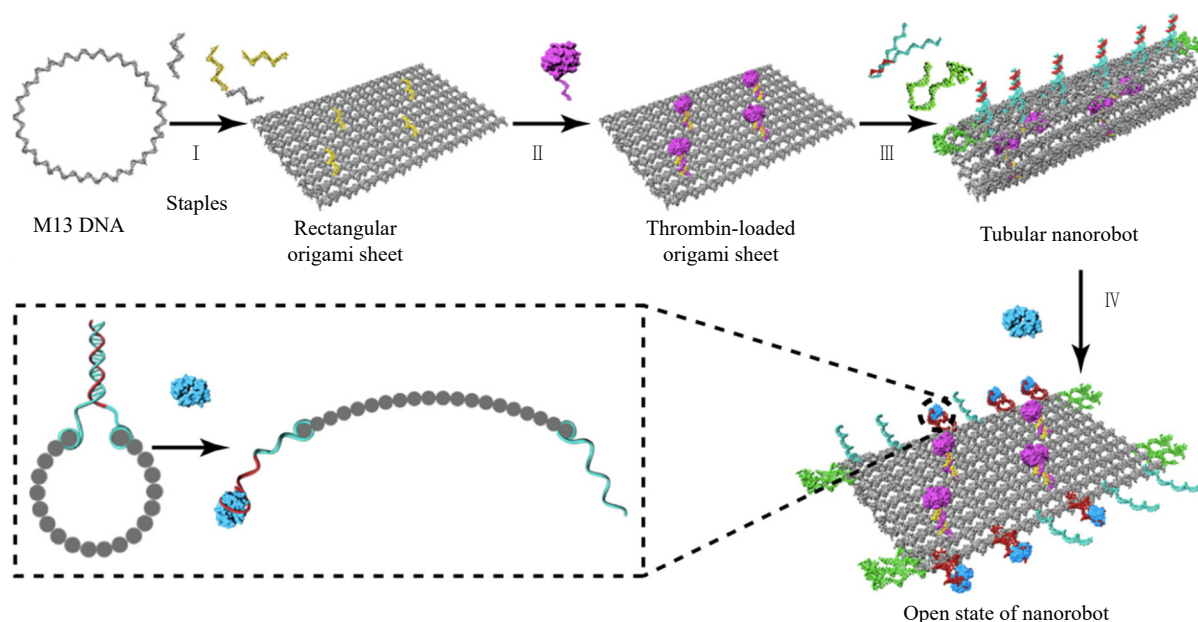 I
II
III
Staples
M13 DNA
Rectangular
origami sheet
Thrombin-loaded
origami sheet
Tubular nanorobot
IV
Open state of nanorobot